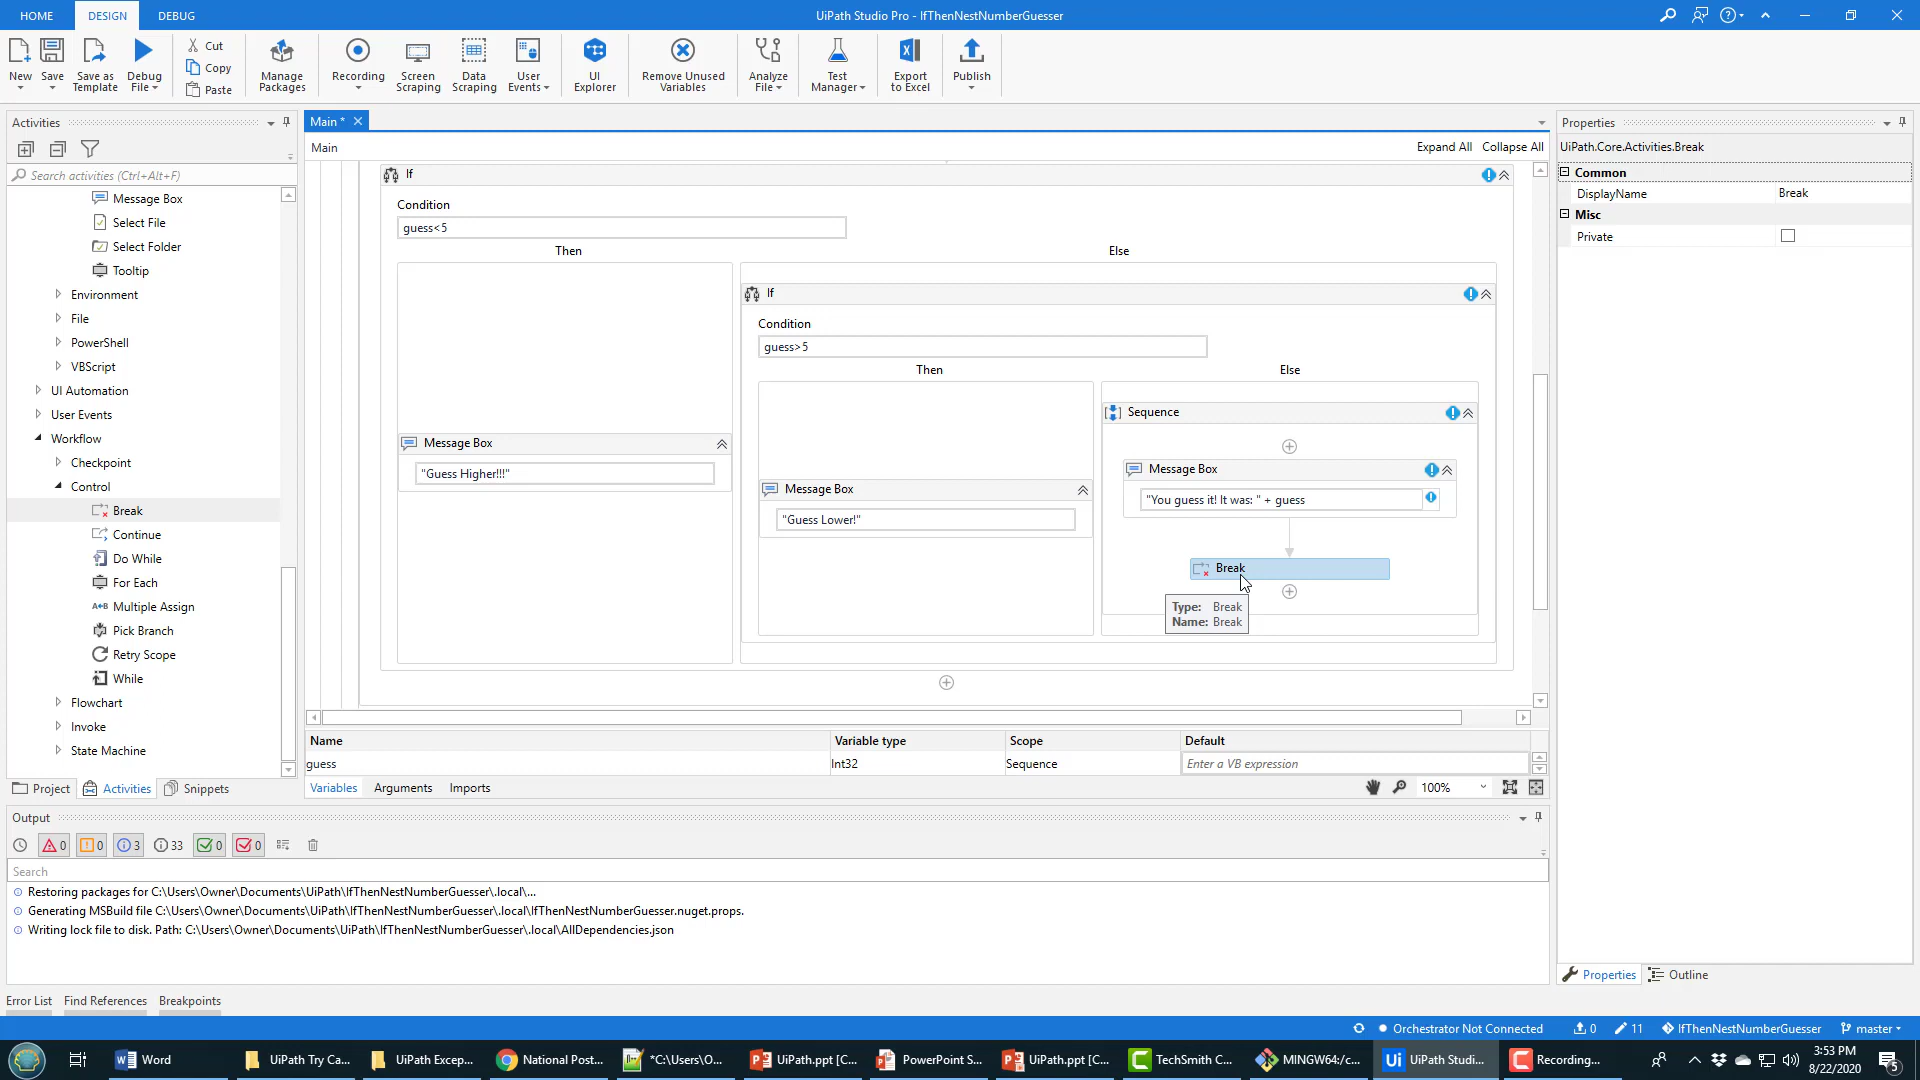 HOME DESIGN DEBUG
UiPath Studio Pro - IfThenNestNumberGuesser
New Save Save as Template Debug File
Cut
Copy
Paste
Manage Packages
Recording
Screen Scraping
Data Scraping
User Events
UI Explorer
Remove Unused Variables
Analyze File
Test Manager
Export to Excel
Publish
Activities
Search activities (Ctrl+Alt+F)
Message Box
Select File
Select Folder
Tooltip
Environment
File
PowerShell
VBScript
UI Automation
User Events
Workflow
Checkpoint
Control
Break
Continue
Do While
For Each
A+B Multiple Assign
Pick Branch
Retry Scope
While
Flowchart
Invoke
State Machine
Project Activities Snippets
Main *
Main
Expand All Collapse All
If
Condition
guess<5
Then Else
Message Box
"Guess Higher!!!"
If
Condition
guess>5
Then Else
Message Box
"Guess Lower!"
Sequence
Message Box
"You guess it! It was: " + guess
Break
Type: Break
Name: Break
Name Variable type Scope Default
guess Int32 Sequence Enter a VB expression
Variables Arguments Imports
100%
Properties
UiPath.Core.Activities.Break
Common
DisplayName Break
Misc
Private
Properties Outline
Output
0 0 3 33 0 0
Search
Restoring packages for C:\Users\Owner\Documents\UiPath\IfThenNestNumberGuesser\.local\...
Generating MSBuild file C:\Users\Owner\Documents\UiPath\IfThenNestNumberGuesser\.local\IfThenNestNumberGuesser.nuget.props.
Writing lock file to disk. Path: C:\Users\Owner\Documents\UiPath\IfThenNestNumberGuesser\.local\AllDependencies.json
Error List Find References Breakpoints
Orchestrator Not Connected 0 11 IfThenNestNumberGuesser master
Word
UiPath Try Ca...
UiPath Excep...
National Post...
*C:\Users\O...
UiPath.ppt [C...
PowerPoint S...
UiPath.ppt [C...
TechSmith C...
MINGW64:/c...
Ui UiPath Studi...
Recording...
3:53 PM
8/22/2020
5